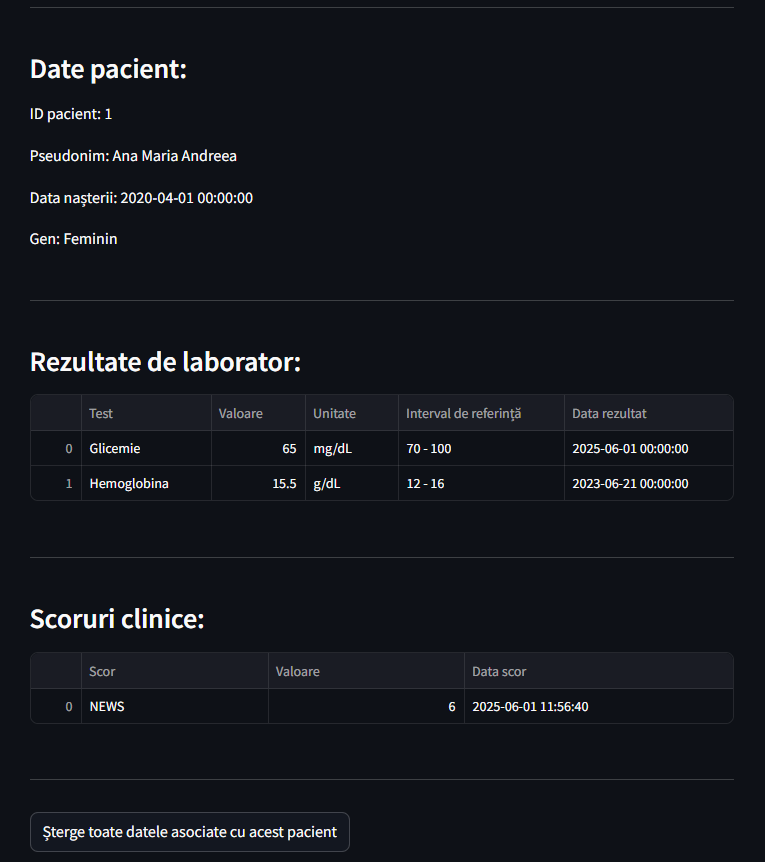 Date pacient:
ID pacient: 1
Pseudonim: Ana Maria Andreea
Data nașterii: 2020-04-01 00:00:00
Gen: Feminin
Rezultate de laborator:
Test Valoare Unitate Interval de referință Data rezultat
0 Glicemie 65 mg/dL 70 - 100 2025-06-01 00:00:00
1 Hemoglobina 15.5 g/dL 12 - 16 2023-06-21 00:00:00
Scoruri clinice:
Scor Valoare Data scor
0 NEWS 6 2025-06-01 11:56:40
Șterge toate datele asociate cu acest pacient